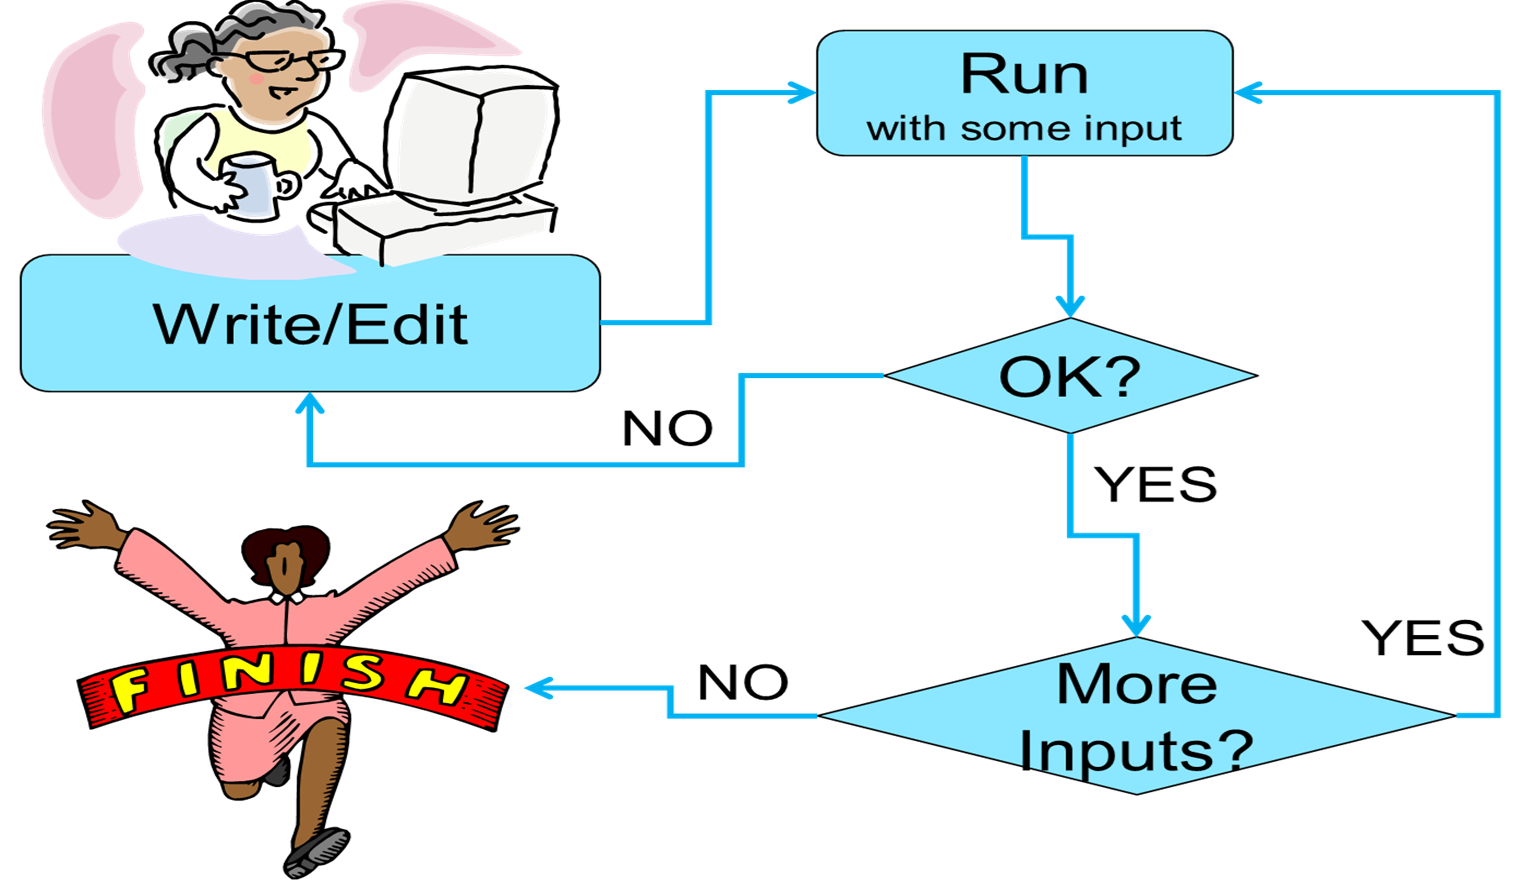 Run
with some input
Write/Edit
OK?
NO
YES
YES
More
Inputs?
NO
FINISH